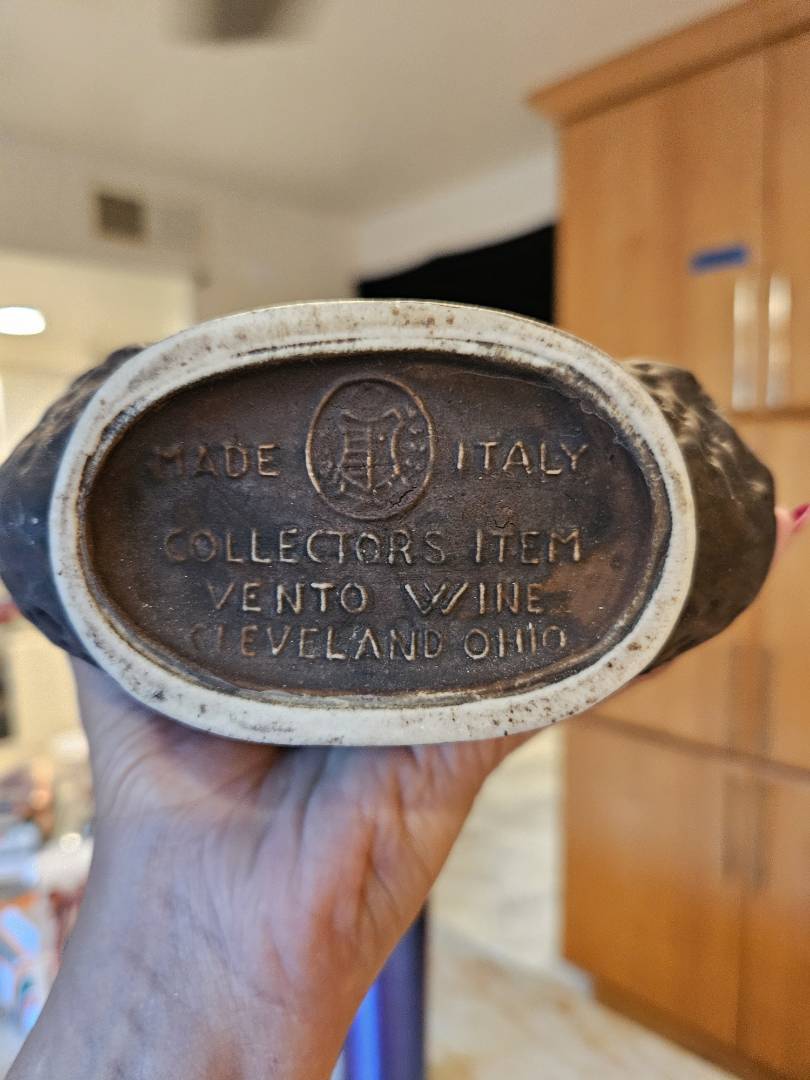 MADE ITALY
COLLECTORS ITEM
VENTO WINE
CLEVELAND OHIO